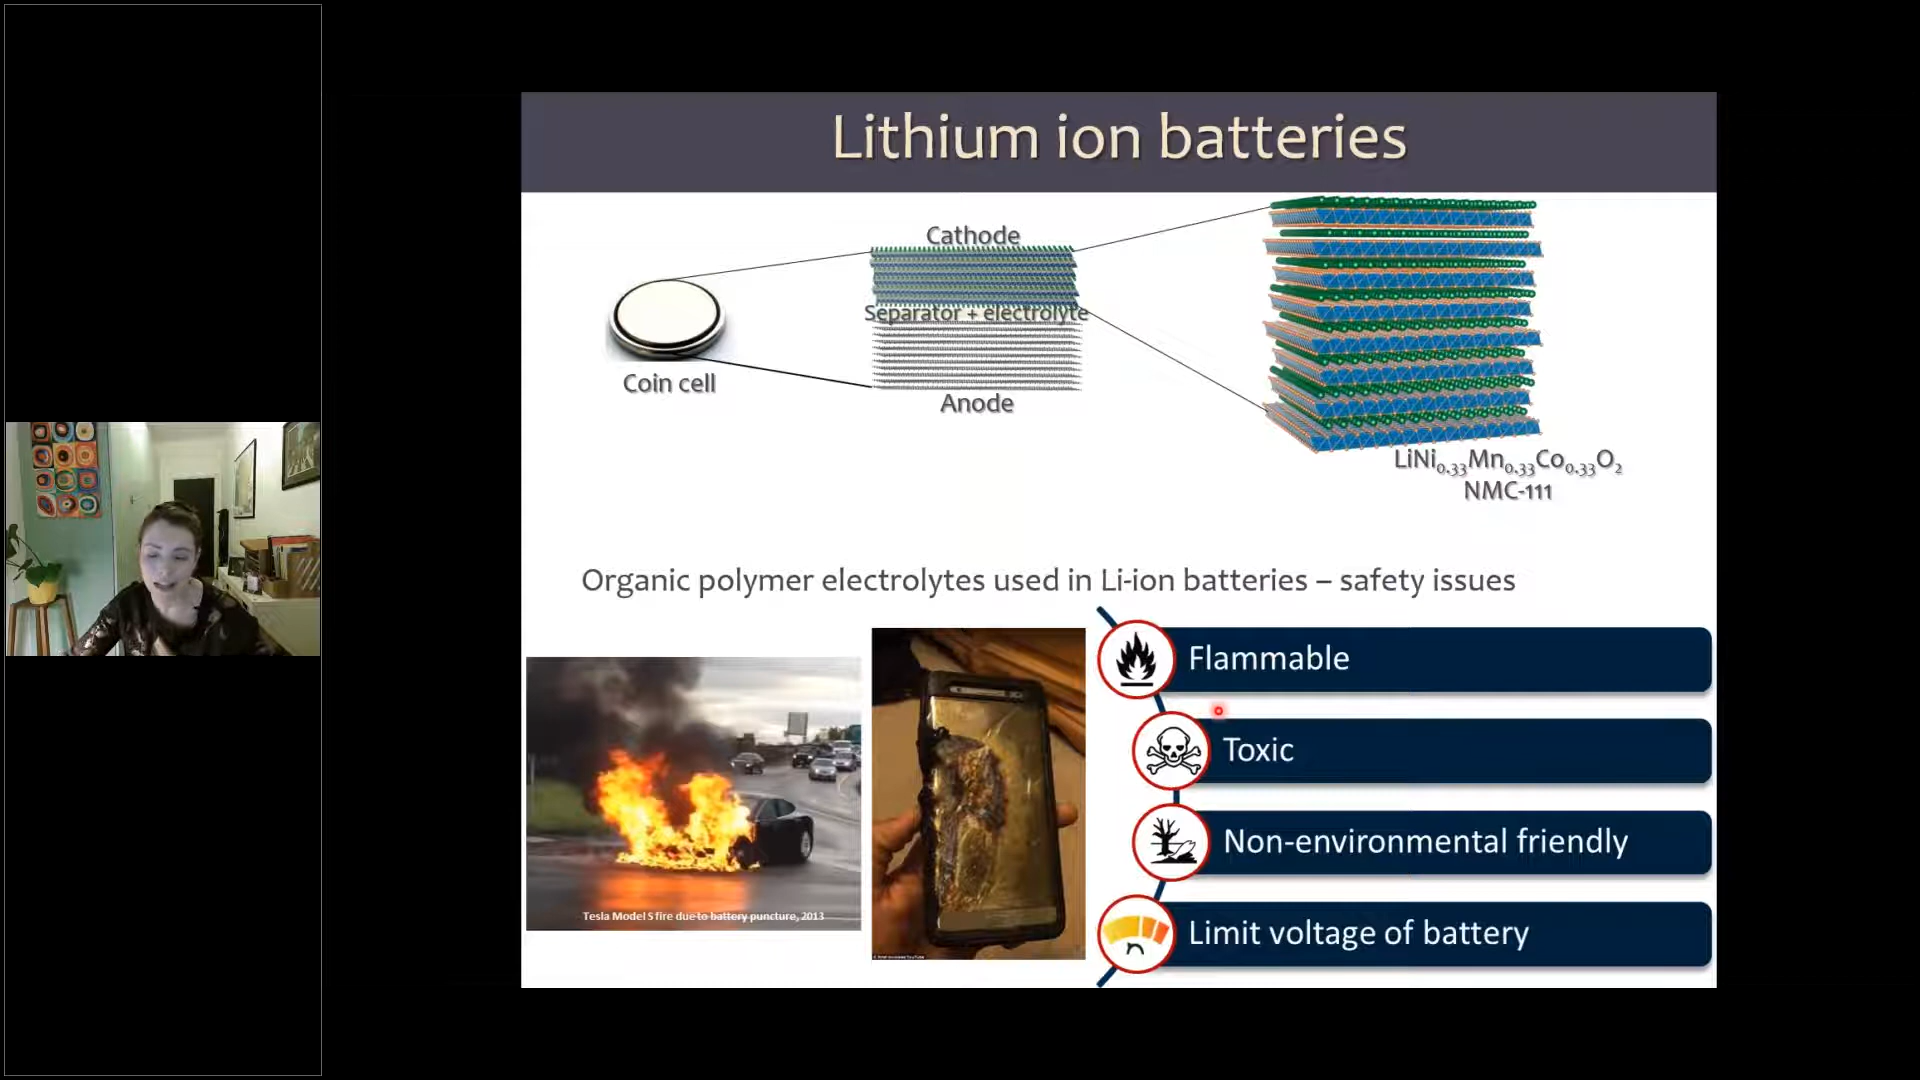 Lithium ion batteries
Cathode
Separator + electrolyte
Coin cell
Anode
LiNi₀.₃₃Mn₀.₃₃Co₀.₃₃O₂
NMC-111
Organic polymer electrolytes used in Li-ion batteries – safety issues
Flammable
Toxic
Non-environmental friendly
Limit voltage of battery
Tesla Model S fire due to battery puncture, 2013